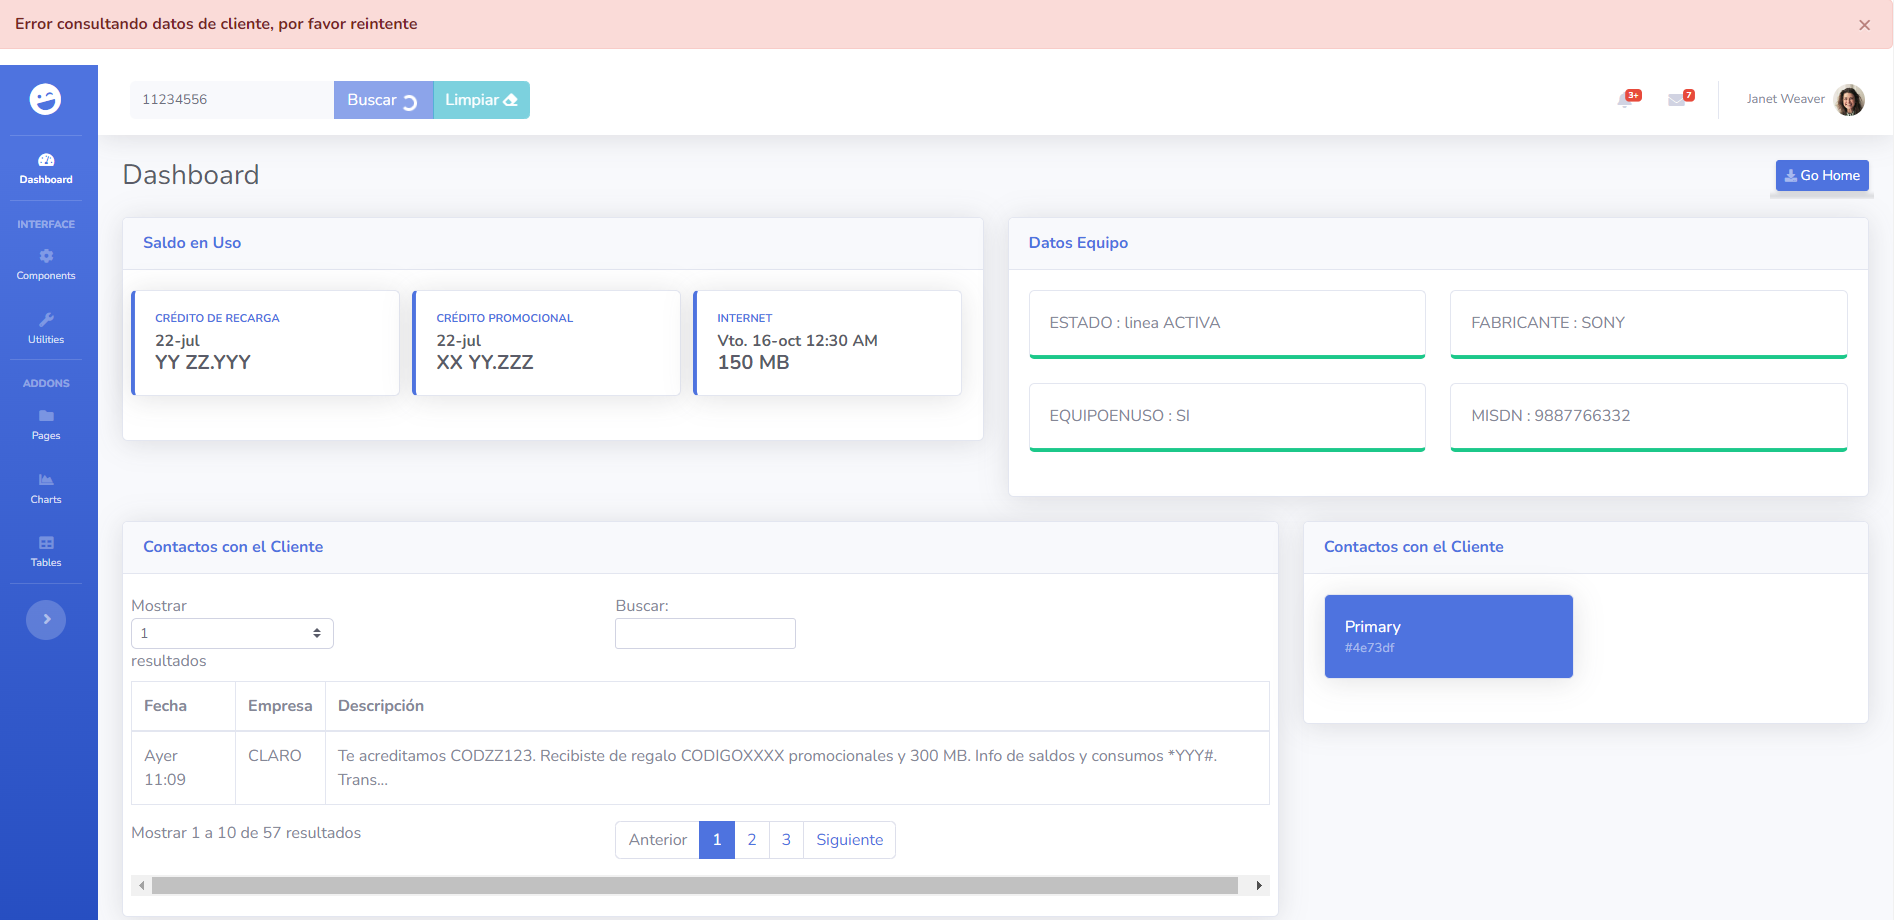 Error consultando datos de cliente, por favor reintente
×
11234556
Buscar
Limpiar
3+
7
Janet Weaver
Dashboard
INTERFACE
Components
Utilities
ADDONS
Pages
Charts
Tables
Dashboard
Go Home
Saldo en Uso
CRÉDITO DE RECARGA
22-jul
YY ZZ.YYY
CRÉDITO PROMOCIONAL
22-jul
XX YY.ZZZ
INTERNET
Vto. 16-oct 12:30 AM
150 MB
Datos Equipo
ESTADO : linea ACTIVA
FABRICANTE : SONY
EQUIPOENUSO : SI
MISDN : 9887766332
Contactos con el Cliente
Mostrar
1
resultados
Buscar:
Fecha Empresa Descripción
Ayer 11:09
CLARO
Te acreditamos CODZZ123. Recibiste de regalo CODIGOXXXX promocionales y 300 MB. Info de saldos y consumos *YYY#.
Trans...
Mostrar 1 a 10 de 57 resultados
Anterior 1 2 3 Siguiente
Contactos con el Cliente
Primary
#4e73df